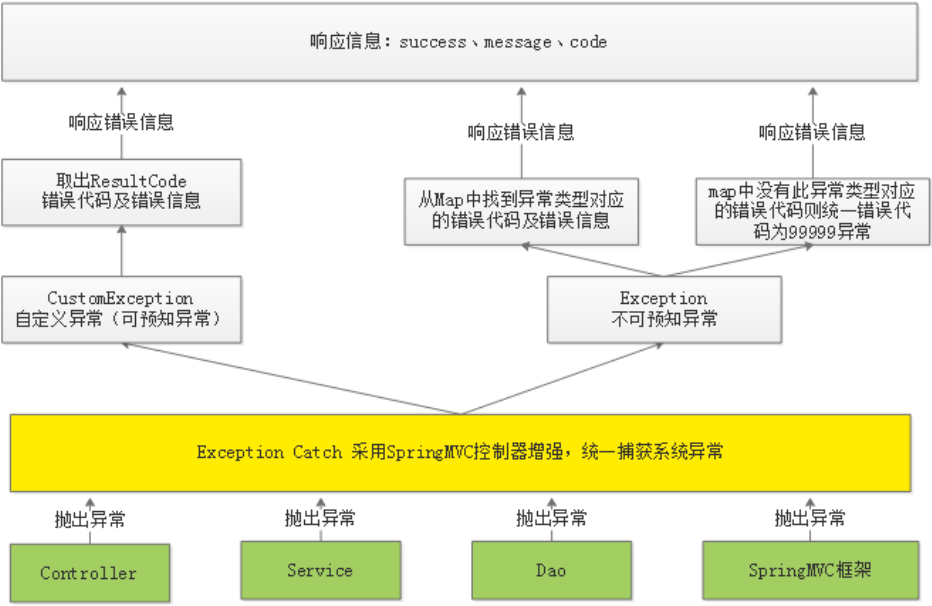 响应信息：success、message、code
响应错误信息
响应错误信息
响应错误信息
取出ResultCode
错误代码及错误信息
从Map中找到异常类型对应
的错误代码及错误信息
map中没有此异常类型对应
的错误代码则统一错误代
码为99999异常
CustomException
自定义异常（可预知异常）
Exception
不可预知异常
Exception Catch 采用SpringMVC控制器增强，统一捕获系统异常
抛出异常
抛出异常
抛出异常
抛出异常
Controller
Service
Dao
SpringMVC框架